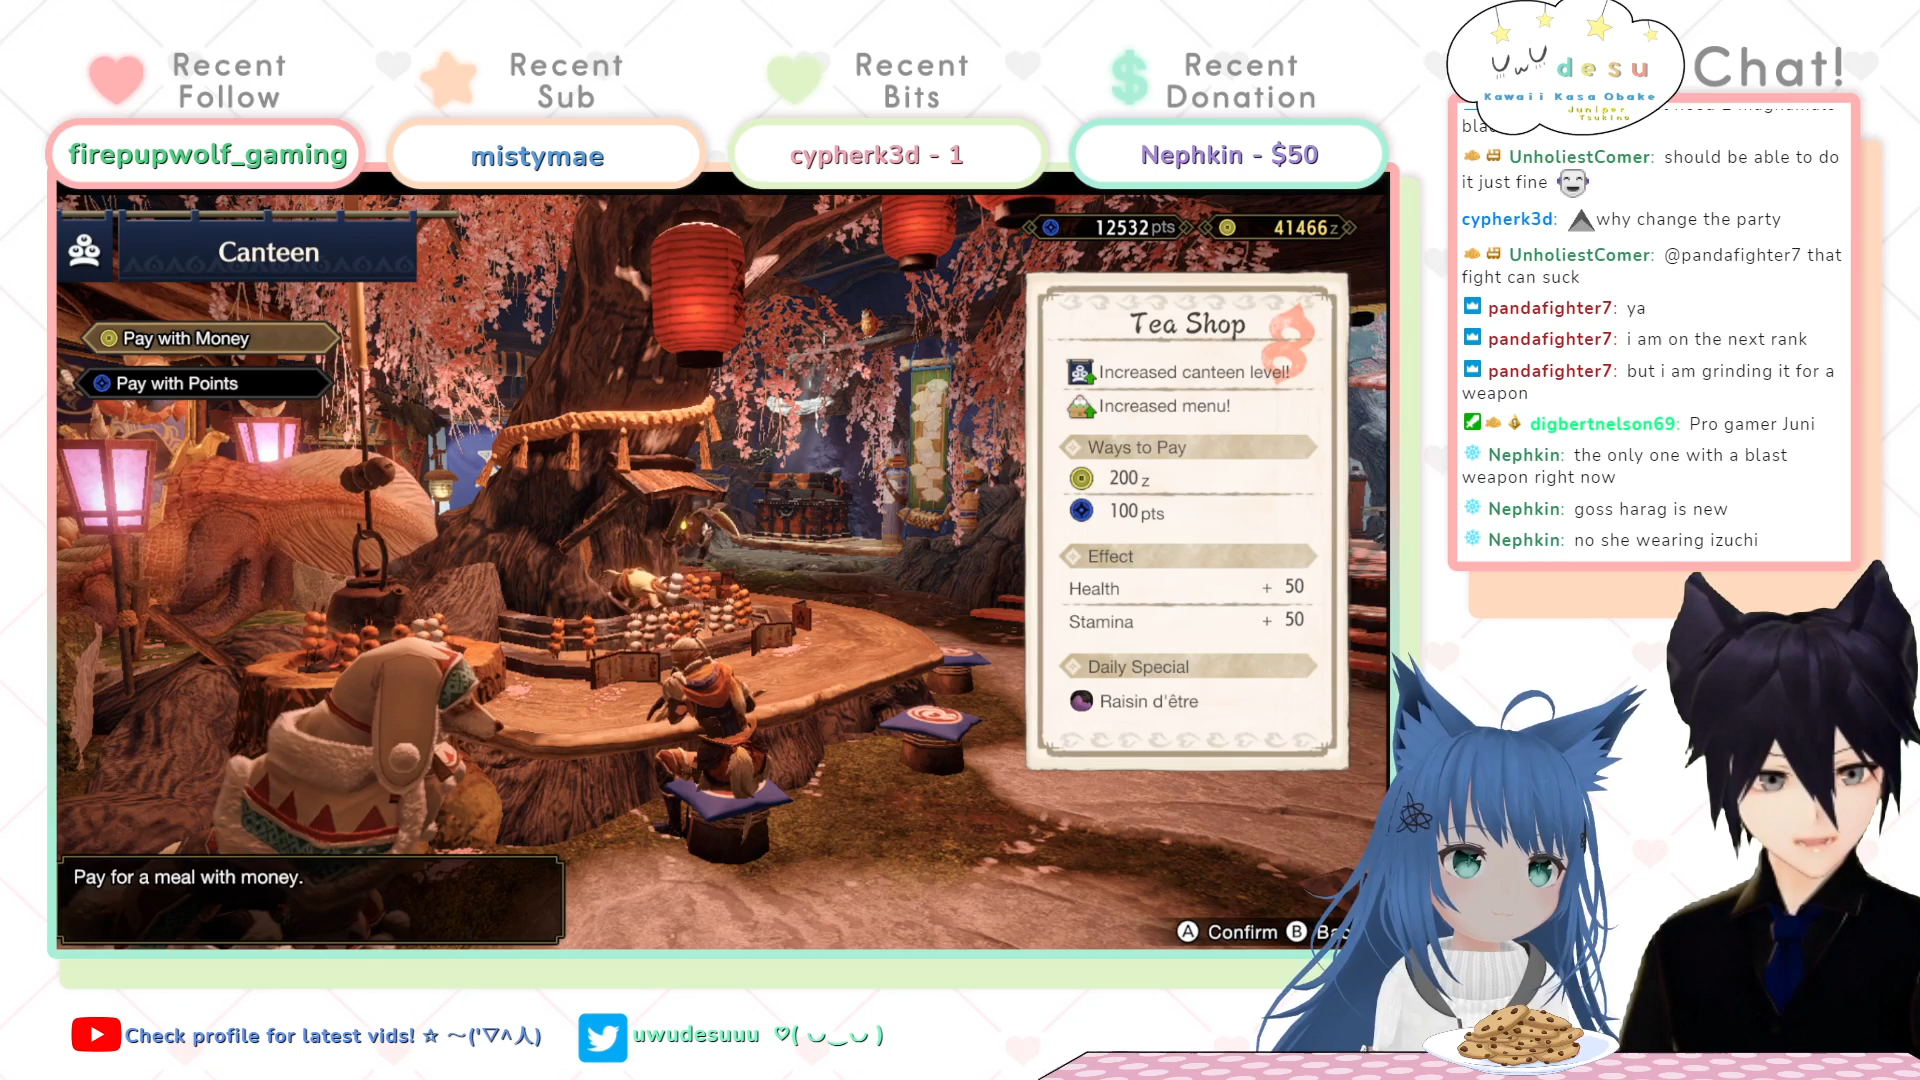 Recent
Follow
Recent
Sub
Recent
Bits
Recent
Donation
UwU desu
Kawaii Kasa Obake
Juniper
Tsukino
Chat!
firepupwolf_gaming
mistymae
cypherk3d - 1
Nephkin - $50
Canteen
12532 pts
41466 z
Pay with Money
Pay with Points
Tea Shop
8
Increased canteen level!
Increased menu!
Ways to Pay
200 z
100 pts
Effect
Health + 50
Stamina + 50
Daily Special
Raisin d'être
Pay for a meal with money.
A Confirm B Bac
UnholiestComer: should be able to do
it just fine
cypherk3d: why change the party
UnholiestComer: @pandafighter7 that
fight can suck
pandafighter7: ya
pandafighter7: i am on the next rank
pandafighter7: but i am grinding it for a
weapon
digbertnelson69: Pro gamer Juni
Nephkin: the only one with a blast
weapon right now
Nephkin: goss harag is new
Nephkin: no she wearing izuchi
Check profile for latest vids! ☆ ~('▽^人)
uwudesuuu ♡( ◡‿◡ )